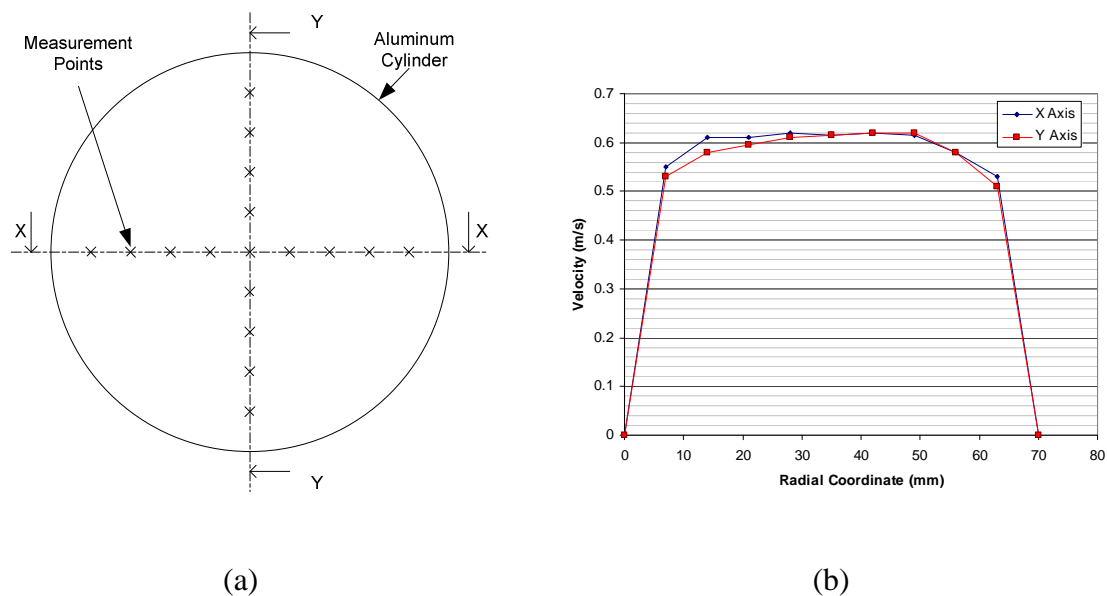 Y
Measurement
Points
Aluminum
Cylinder
X
X
Y
(a)
0.7
0.6
0.5
0.4
0.3
0.2
0.1
0
Velocity (m/s)
X Axis
Y Axis
0 10 20 30 40 50 60 70 80
Radial Coordinate (mm)
(b)